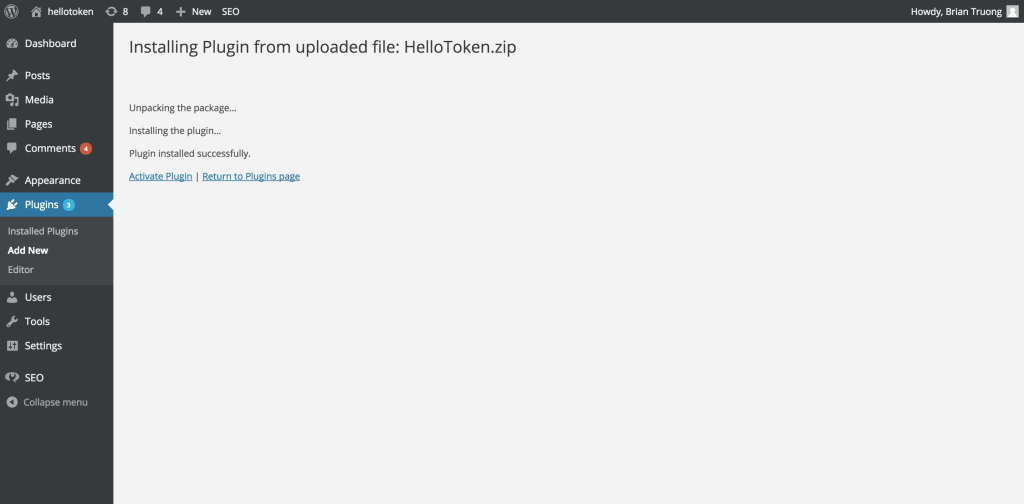 hellotoken 8 4 New SEO Howdy, Brian Truong
Dashboard
Posts
Media
Pages
Comments 4
Appearance
Plugins 3
Installed Plugins
Add New
Editor
Users
Tools
Settings
SEO
Collapse menu
Installing Plugin from uploaded file: HelloToken.zip
Unpacking the package...
Installing the plugin...
Plugin installed successfully.
Activate Plugin | Return to Plugins page